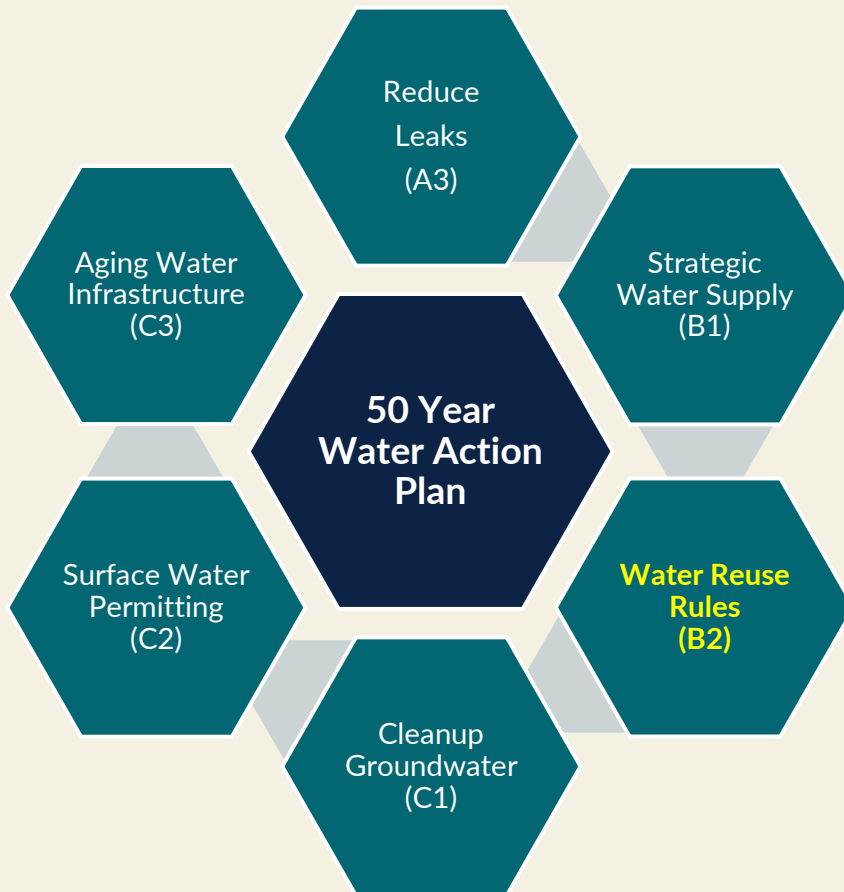 Reduce
Leaks
(A3)
Strategic
Water Supply
(B1)
Water Reuse
Rules
(B2)
Cleanup
Groundwater
(C1)
Surface Water
Permitting
(C2)
Aging Water
Infrastructure
(C3)
50 Year
Water Action
Plan